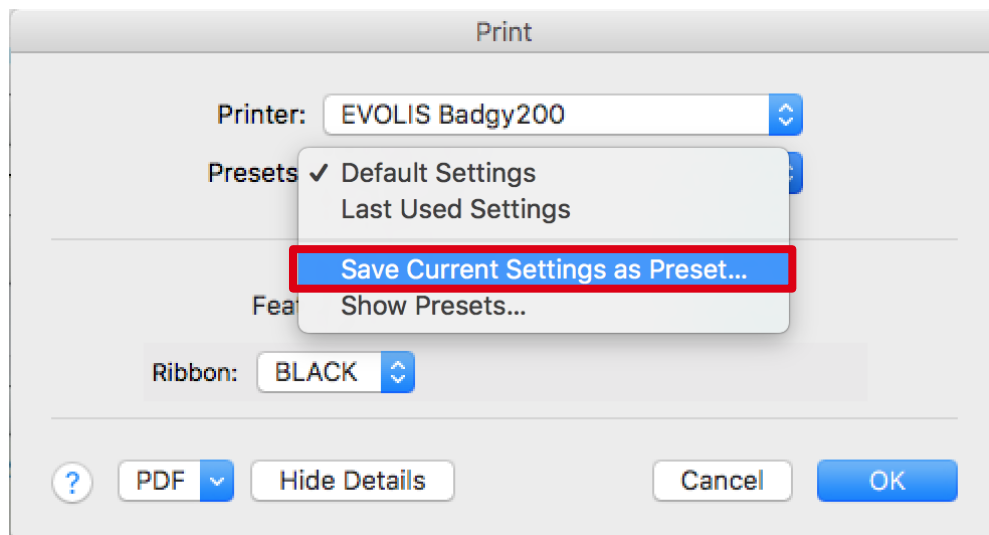 Print
Printer: EVOLIS Badgy200
Presets ✓ Default Settings
Last Used Settings
Save Current Settings as Preset...
Show Presets...
Ribbon: BLACK
? PDF Hide Details Cancel OK